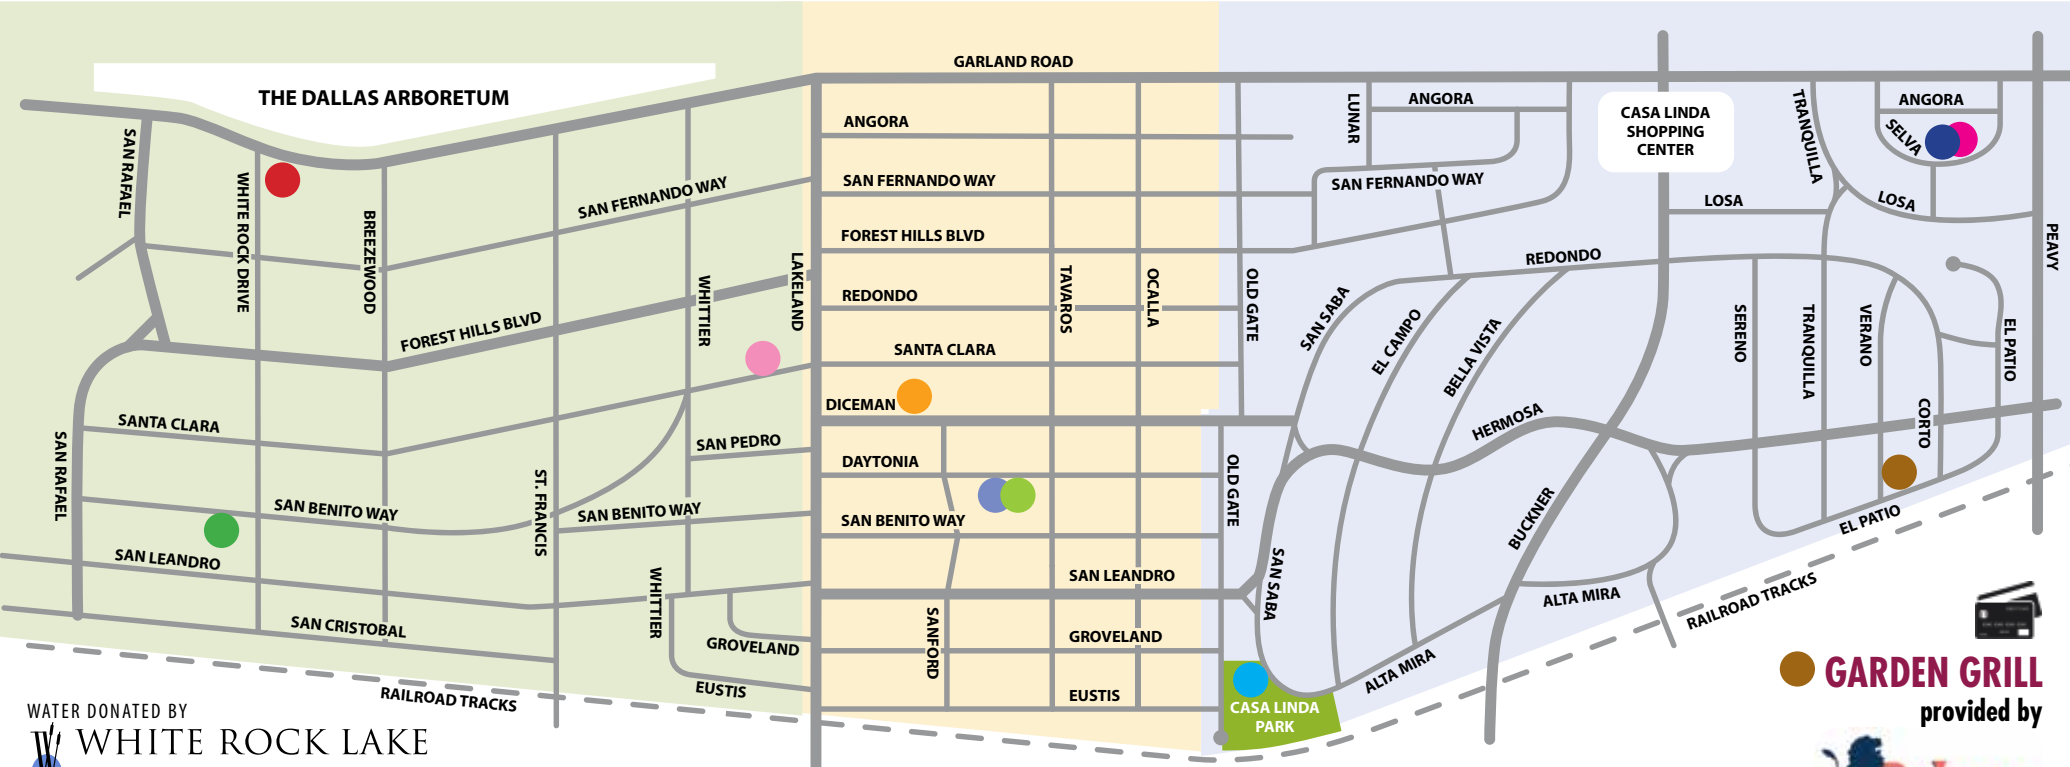 GARLAND ROAD
THE DALLAS ARBORETUM
SAN RAFAEL
WHITE ROCK DRIVE
BREEZEWOOD
SAN FERNANDO WAY
FOREST HILLS BLVD
WHITTIER
LAKELAND
SANTA CLARA
SAN RAFAEL
SAN BENITO WAY
SAN LEANDRO
SAN CRISTOBAL
ST. FRANCIS
SAN PEDRO
SAN BENITO WAY
WHITTIER
GROVELAND
EUSTIS
RAILROAD TRACKS
ANGORA
SAN FERNANDO WAY
FOREST HILLS BLVD
REDONDO
SANTA CLARA
DICEMAN
DAYTONIA
SAN BENITO WAY
TAVAROS
OCALLA
SAN LEANDRO
SANFORD
GROVELAND
EUSTIS
OLD GATE
OLD GATE
LUNAR
ANGORA
SAN FERNANDO WAY
CASA LINDA
SHOPPING
CENTER
TRANQUILLA
ANGORA
SELVA
LOSA
LOSA
PEAVY
REDONDO
SAN SABA
EL CAMPO
BELLA VISTA
HERMOSA
SERENO
TRANQUILLA
VERANO
CORTO
EL PATIO
BUCKNER
EL PATIO
SAN SABA
ALTA MIRA
ALTA MIRA
RAILROAD TRACKS
CASA LINDA
PARK
WATER DONATED BY
WHITE ROCK LAKE
GARDEN GRILL
provided by